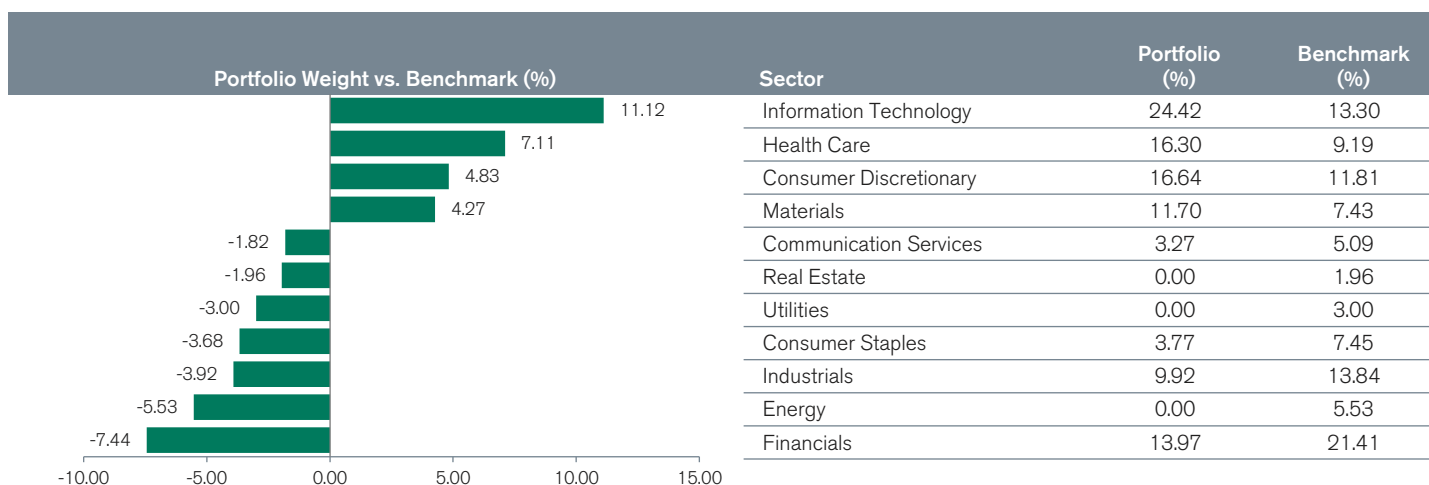 Portfolio Weight vs. Benchmark (%) Sector Portfolio (%) Benchmark (%)
11.12 Information Technology 24.42 13.30
7.11 Health Care 16.30 9.19
4.83 Consumer Discretionary 16.64 11.81
4.27 Materials 11.70 7.43
-1.82 Communication Services 3.27 5.09
-1.96 Real Estate 0.00 1.96
-3.00 Utilities 0.00 3.00
-3.68 Consumer Staples 3.77 7.45
-3.92 Industrials 9.92 13.84
-5.53 Energy 0.00 5.53
-7.44 Financials 13.97 21.41
-10.00 -5.00 0.00 5.00 10.00 15.00